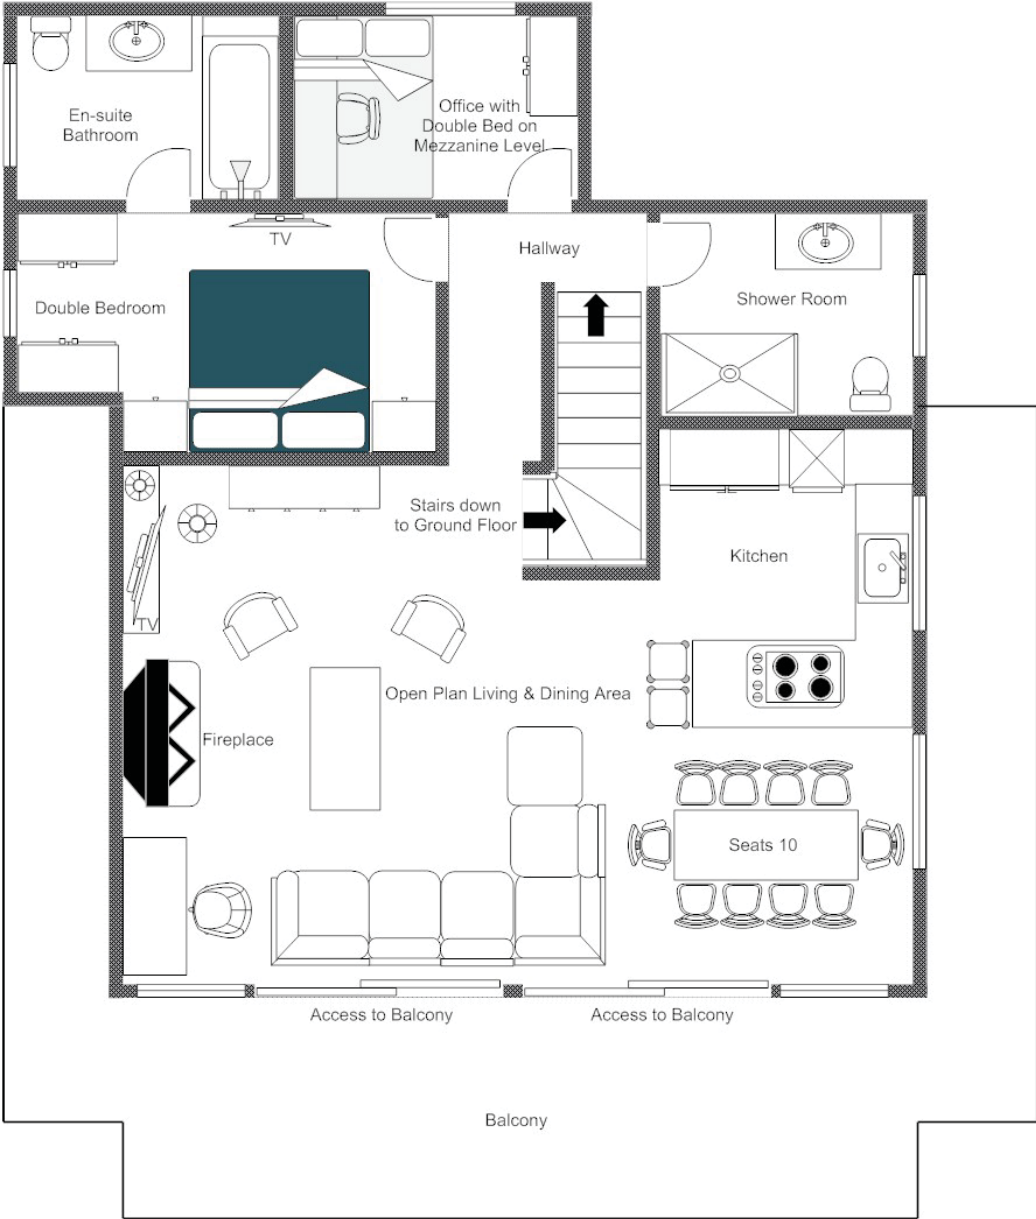 En-suite
Bathroom
Office with
Double Bed on
Mezzanine Level
TV
Hallway
Double Bedroom
Shower Room
Stairs down
to Ground Floor
Kitchen
TV
Open Plan Living & Dining Area
Fireplace
Seats 10
Access to Balcony
Access to Balcony
Balcony